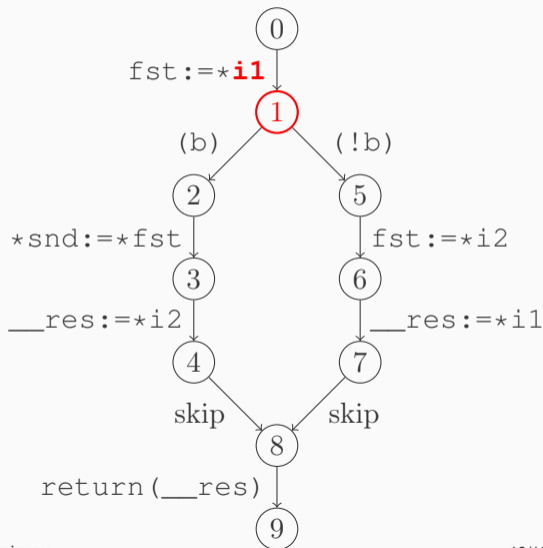 0
fst:=*i1
1
(b) (!b)
2 5
*snd:=*fst fst:=*i2
3 6
__res:=*i2 __res:=*i1
4 7
skip skip
8
return(__res)
9